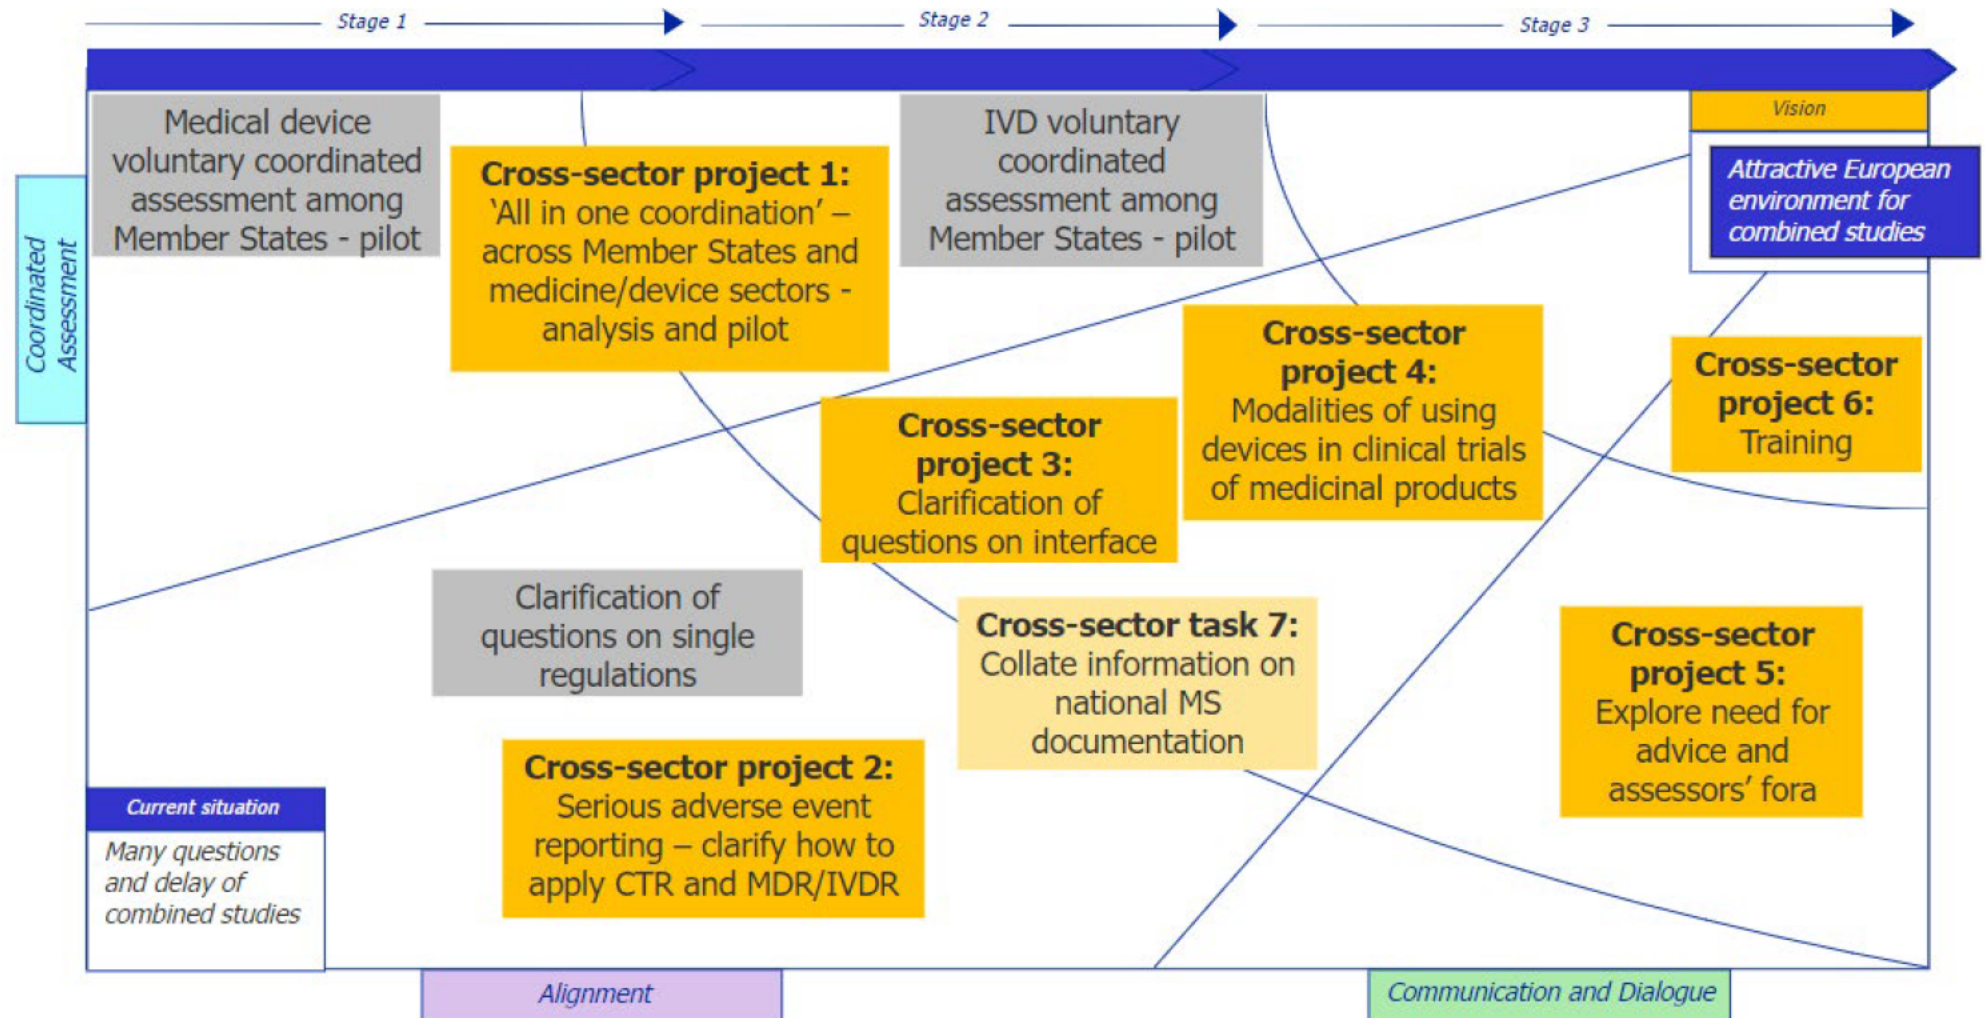 Stage 1
Stage 2
Stage 3
Medical device
voluntary coordinated
assessment among
Member States - pilot
Cross-sector project 1:
‘All in one coordination’ –
across Member States and
medicine/device sectors -
analysis and pilot
IVD voluntary
coordinated
assessment among
Member States - pilot
Vision
Attractive European
environment for
combined studies
Coordinated
Assessment
Cross-sector
project 3:
Clarification of
questions on interface
Cross-sector
project 4:
Modalities of using
devices in clinical trials
of medicinal products
Cross-sector
project 6:
Training
Clarification of
questions on single
regulations
Cross-sector task 7:
Collate information on
national MS
documentation
Cross-sector
project 5:
Explore need for
advice and
assessors’ fora
Cross-sector project 2:
Serious adverse event
reporting – clarify how to
apply CTR and MDR/IVDR
Current situation
Many questions
and delay of
combined studies
Alignment
Communication and Dialogue